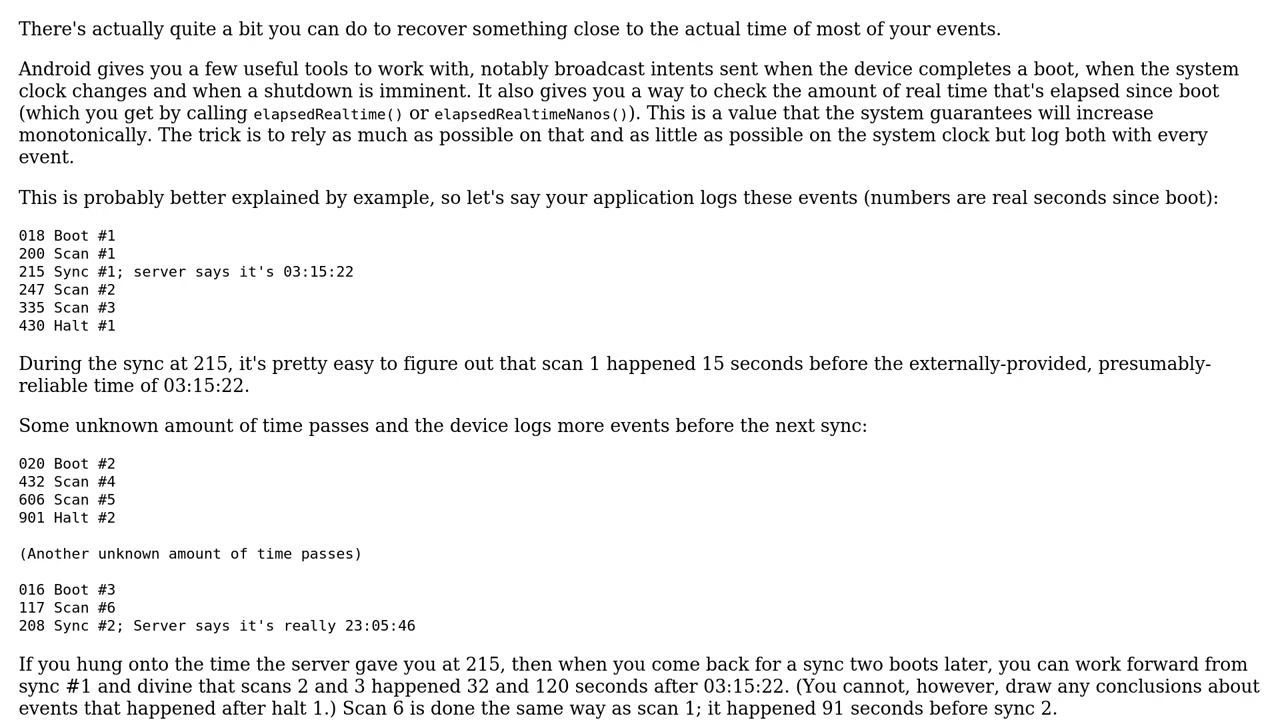 There's actually quite a bit you can do to recover something close to the actual time of most of your events.
Android gives you a few useful tools to work with, notably broadcast intents sent when the device completes a boot, when the system
clock changes and when a shutdown is imminent. It also gives you a way to check the amount of real time that's elapsed since boot
(which you get by calling elapsedRealtime() or elapsedRealtimeNanos()). This is a value that the system guarantees will increase
monotonically. The trick is to rely as much as possible on that and as little as possible on the system clock but log both with every
event.
This is probably better explained by example, so let's say your application logs these events (numbers are real seconds since boot):
018 Boot #1
200 Scan #1
215 Sync #1; server says it's 03:15:22
247 Scan #2
335 Scan #3
430 Halt #1
During the sync at 215, it's pretty easy to figure out that scan 1 happened 15 seconds before the externally-provided, presumably-
reliable time of 03:15:22.
Some unknown amount of time passes and the device logs more events before the next sync:
020 Boot #2
432 Scan #4
606 Scan #5
901 Halt #2
(Another unknown amount of time passes)
016 Boot #3
117 Scan #6
208 Sync #2; Server says it's really 23:05:46
If you hung onto the time the server gave you at 215, then when you come back for a sync two boots later, you can work forward from
sync #1 and divine that scans 2 and 3 happened 32 and 120 seconds after 03:15:22. (You cannot, however, draw any conclusions about
events that happened after halt 1.) Scan 6 is done the same way as scan 1; it happened 91 seconds before sync 2.